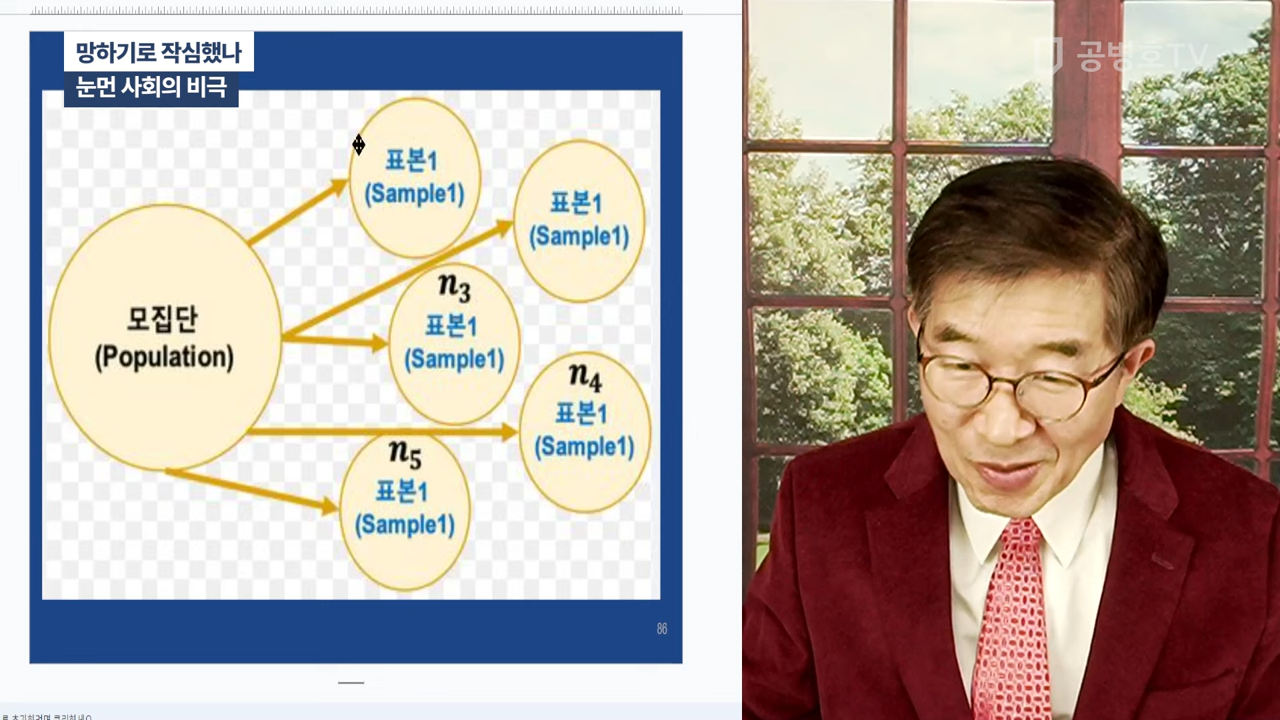 망하기로 작심했나
눈먼 사회의 비극
공병호TV
표본1
(Sample1)
표본1
(Sample1)
n3
표본1
(Sample1)
모집단
(Population)
n4
표본1
(Sample1)
n5
표본1
(Sample1)
86